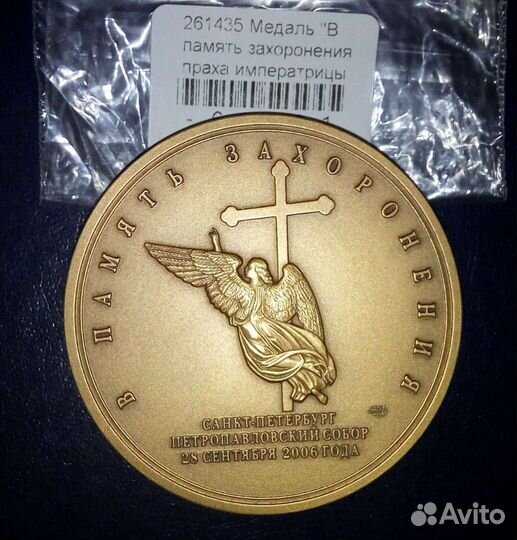 261435 Медаль "В
память захоронения
праха императрицы
В ПАМЯТЬ ЗАХОРОНЕНИЯ
САНКТ-ПЕТЕРБУРГ
ПЕТРОПАВЛОВСКИЙ СОБОР
28 СЕНТЯБРЯ 2006 ГОДА
Avito